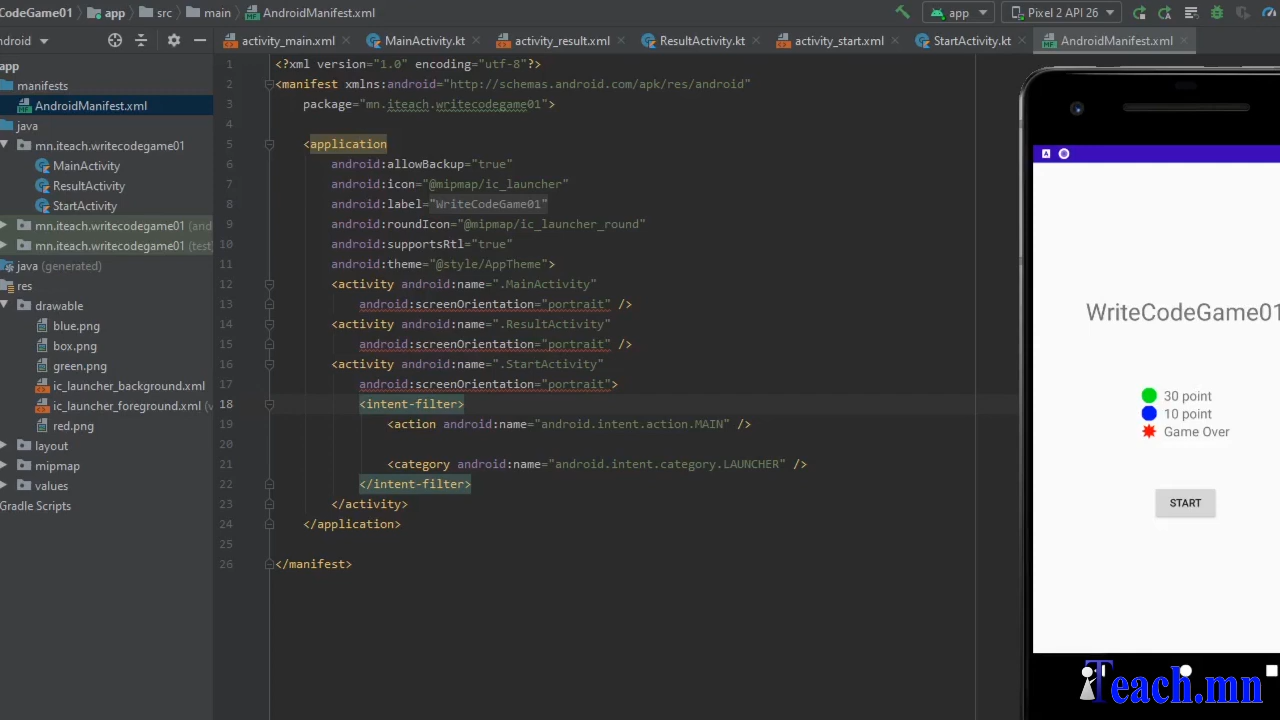 CodeGame01 app src main AndroidManifest.xml app Pixel 2 API 26
ndroid activity_main.xml MainActivity.kt activity_result.xml ResultActivity.kt activity_start.xml StartActivity.kt AndroidManifest.xml
app
manifests
AndroidManifest.xml
java
mn.iteach.writecodegame01
MainActivity
ResultActivity
StartActivity
mn.iteach.writecodegame01 (and
mn.iteach.writecodegame01 (test
java (generated)
res
drawable
blue.png
box.png
green.png
ic_launcher_background.xml
ic_launcher_foreground.xml (v
red.png
layout
mipmap
values
Gradle Scripts
1 <?xml version="1.0" encoding="utf-8"?>
2 <manifest xmlns:android="http://schemas.android.com/apk/res/android"
3 package="mn.iteach.writecodegame01">
4
5 <application
6 android:allowBackup="true"
7 android:icon="@mipmap/ic_launcher"
8 android:label="WriteCodeGame01"
9 android:roundIcon="@mipmap/ic_launcher_round"
10 android:supportsRtl="true"
11 android:theme="@style/AppTheme">
12 <activity android:name=".MainActivity"
13 android:screenOrientation="portrait" />
14 <activity android:name=".ResultActivity"
15 android:screenOrientation="portrait" />
16 <activity android:name=".StartActivity"
17 android:screenOrientation="portrait">
18 <intent-filter>
19 <action android:name="android.intent.action.MAIN" />
20
21 <category android:name="android.intent.category.LAUNCHER" />
22 </intent-filter>
23 </activity>
24 </application>
25
26 </manifest>
A
WriteCodeGame01
30 point
10 point
Game Over
START
iTeach.mn